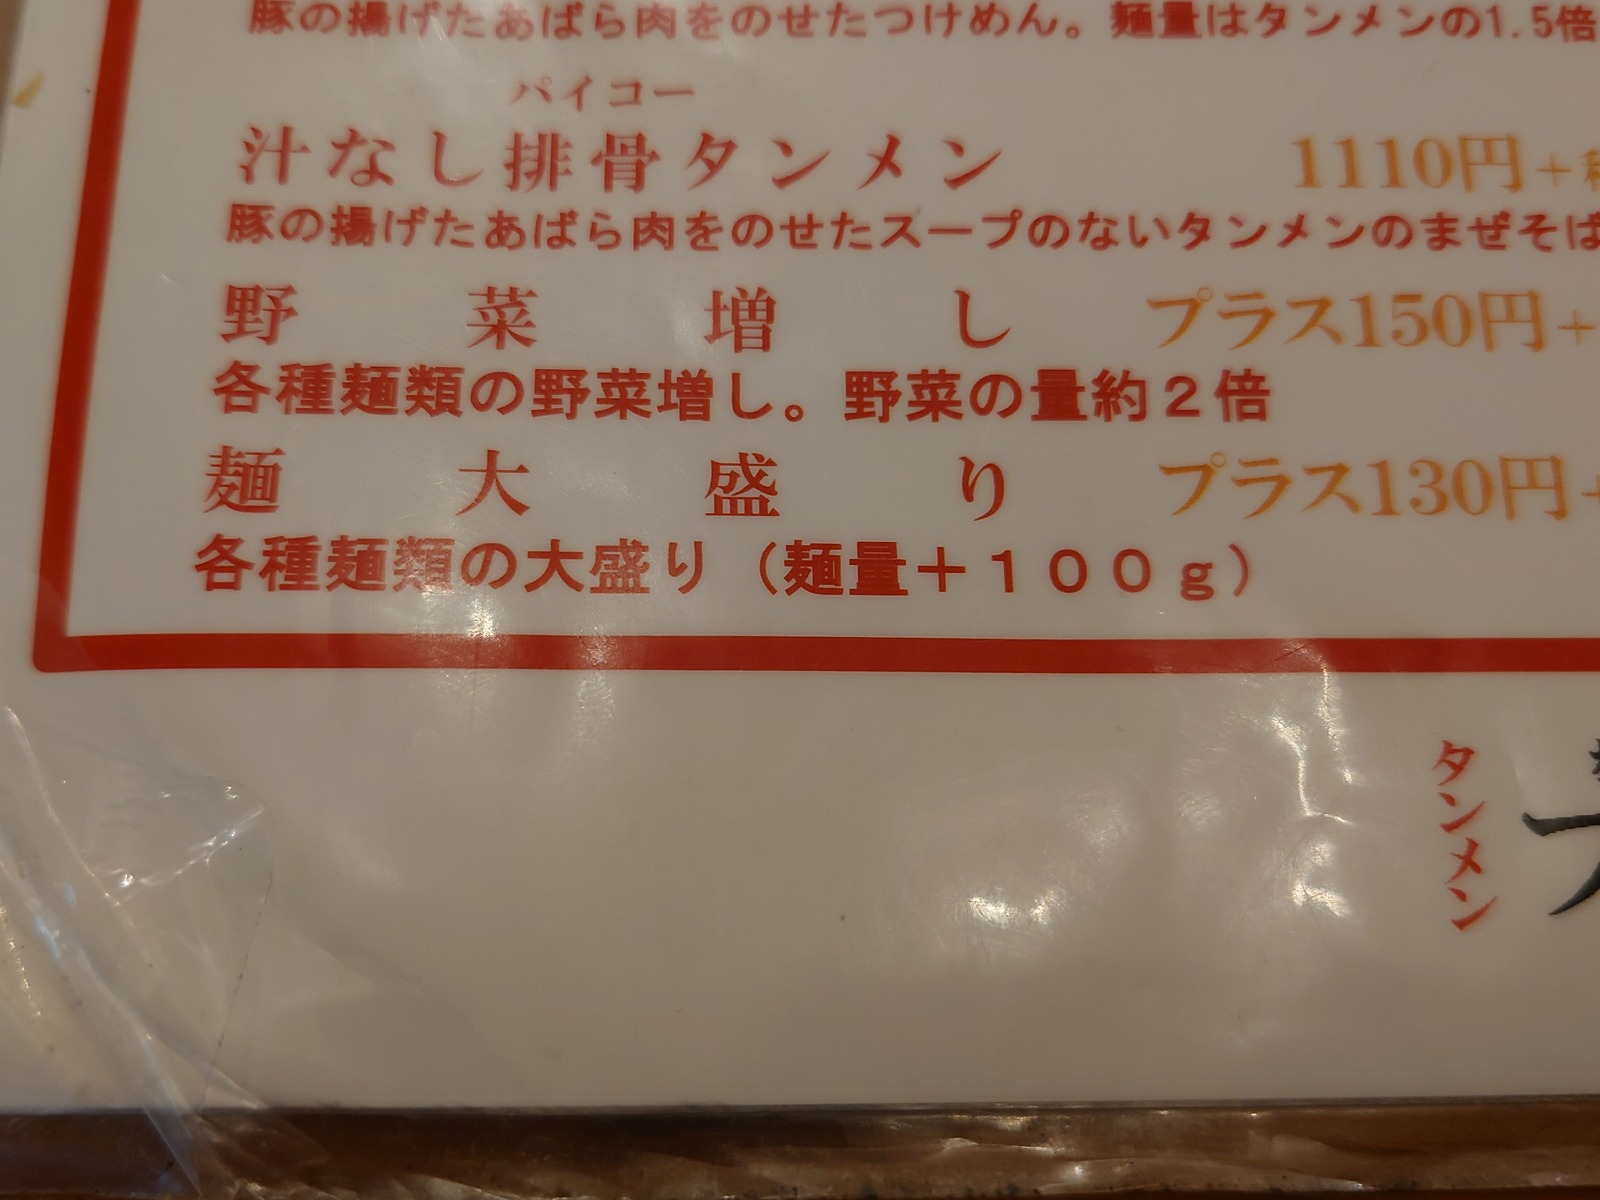 豚の揚げたあばら肉をのせたつけめん。麺量はタンメンの1.5倍
パイコー
汁なし排骨タンメン 1110円+
豚の揚げたあばら肉をのせたスープのないタンメンのまぜそば
野菜増し プラス150円+
各種麺類の野菜増し。野菜の量約２倍
麺大盛り プラス130円+
各種麺類の大盛り（麺量＋１００ｇ）
タンメン